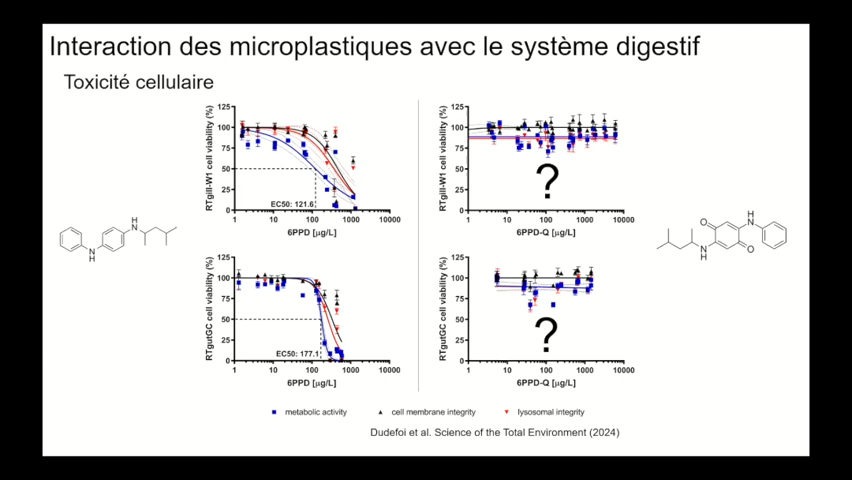 Interaction des microplastiques avec le système digestif
Toxicité cellulaire
RTgill-W1 cell viability (%)
125
100
75
50
25
0
EC50: 121.6
1
10
100
1000
10000
6PPD [µg/L]
RTgill-W1 cell viability (%)
125
100
75
50
25
0
?
1
10
100
1000
10000
6PPD-Q [µg/L]
N
H
H
N
O
O
N
H
H
N
RTgutGC cell viability (%)
125
100
75
50
25
0
EC50: 177.1
1
10
100
1000
10000
6PPD [µg/L]
RTgutGC cell viability (%)
125
100
75
50
25
0
?
1
10
100
1000
10000
6PPD-Q [µg/L]
metabolic activity
cell membrane integrity
lysosomal integrity
Dudefoi et al. Science of the Total Environment (2024)